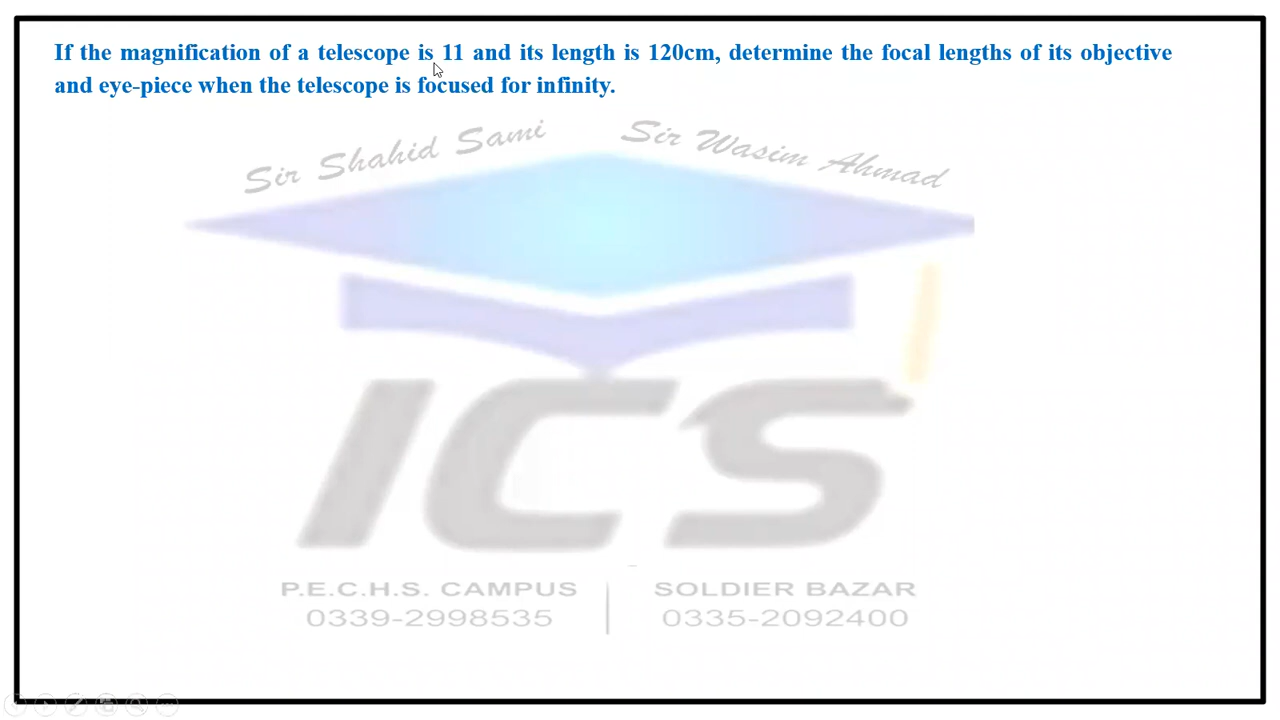 If the magnification of a telescope is 11 and its length is 120cm, determine the focal lengths of its objective
and eye-piece when the telescope is focused for infinity.
Sir Shahid Sami
Sir Wasim Ahmad
ICS
P.E.C.H.S. CAMPUS
0339-2998535
SOLDIER BAZAR
0335-2092400